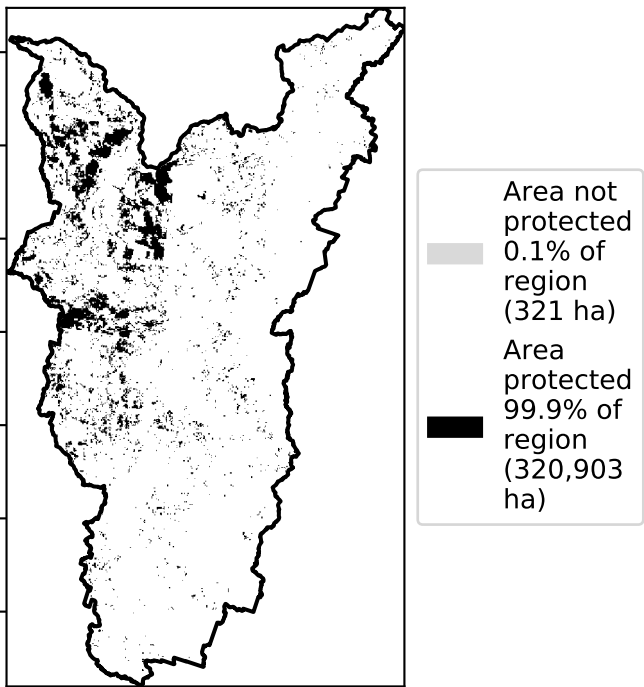 Area not
protected
0.1% of
region
(321 ha)
Area
protected
99.9% of
region
(320,903
ha)